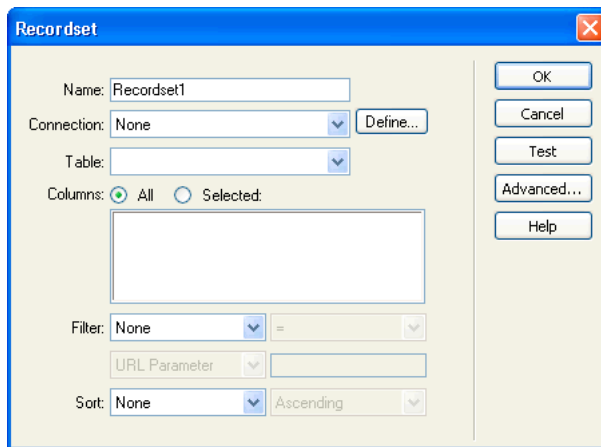 Recordset
Name: Recordset1
OK
Connection: None Define...
Cancel
Table:
Test
Columns: All Selected:
Advanced...
Help
Filter: None =
URL Parameter
Sort: None Ascending